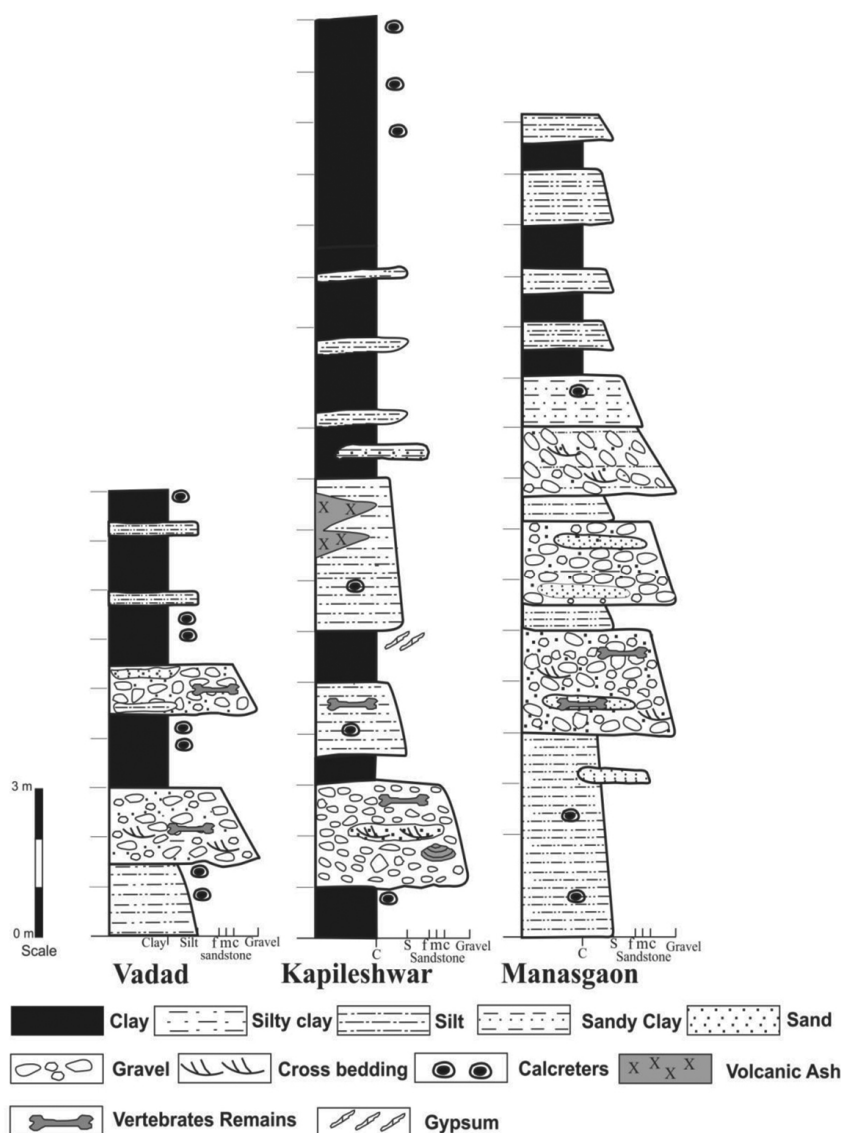 X X
X X
3 m
0 m
Scale
Clay Silt f m c Gravel
sandstone
C S f m c Gravel
Sandstone
C S f m c Gravel
Sandstone
Vadad Kapileshwar Manasgaon
Clay Silty clay Silt Sandy Clay Sand
Gravel Cross bedding Calcreters X X X X Volcanic Ash
Vertebrates Remains Gypsum